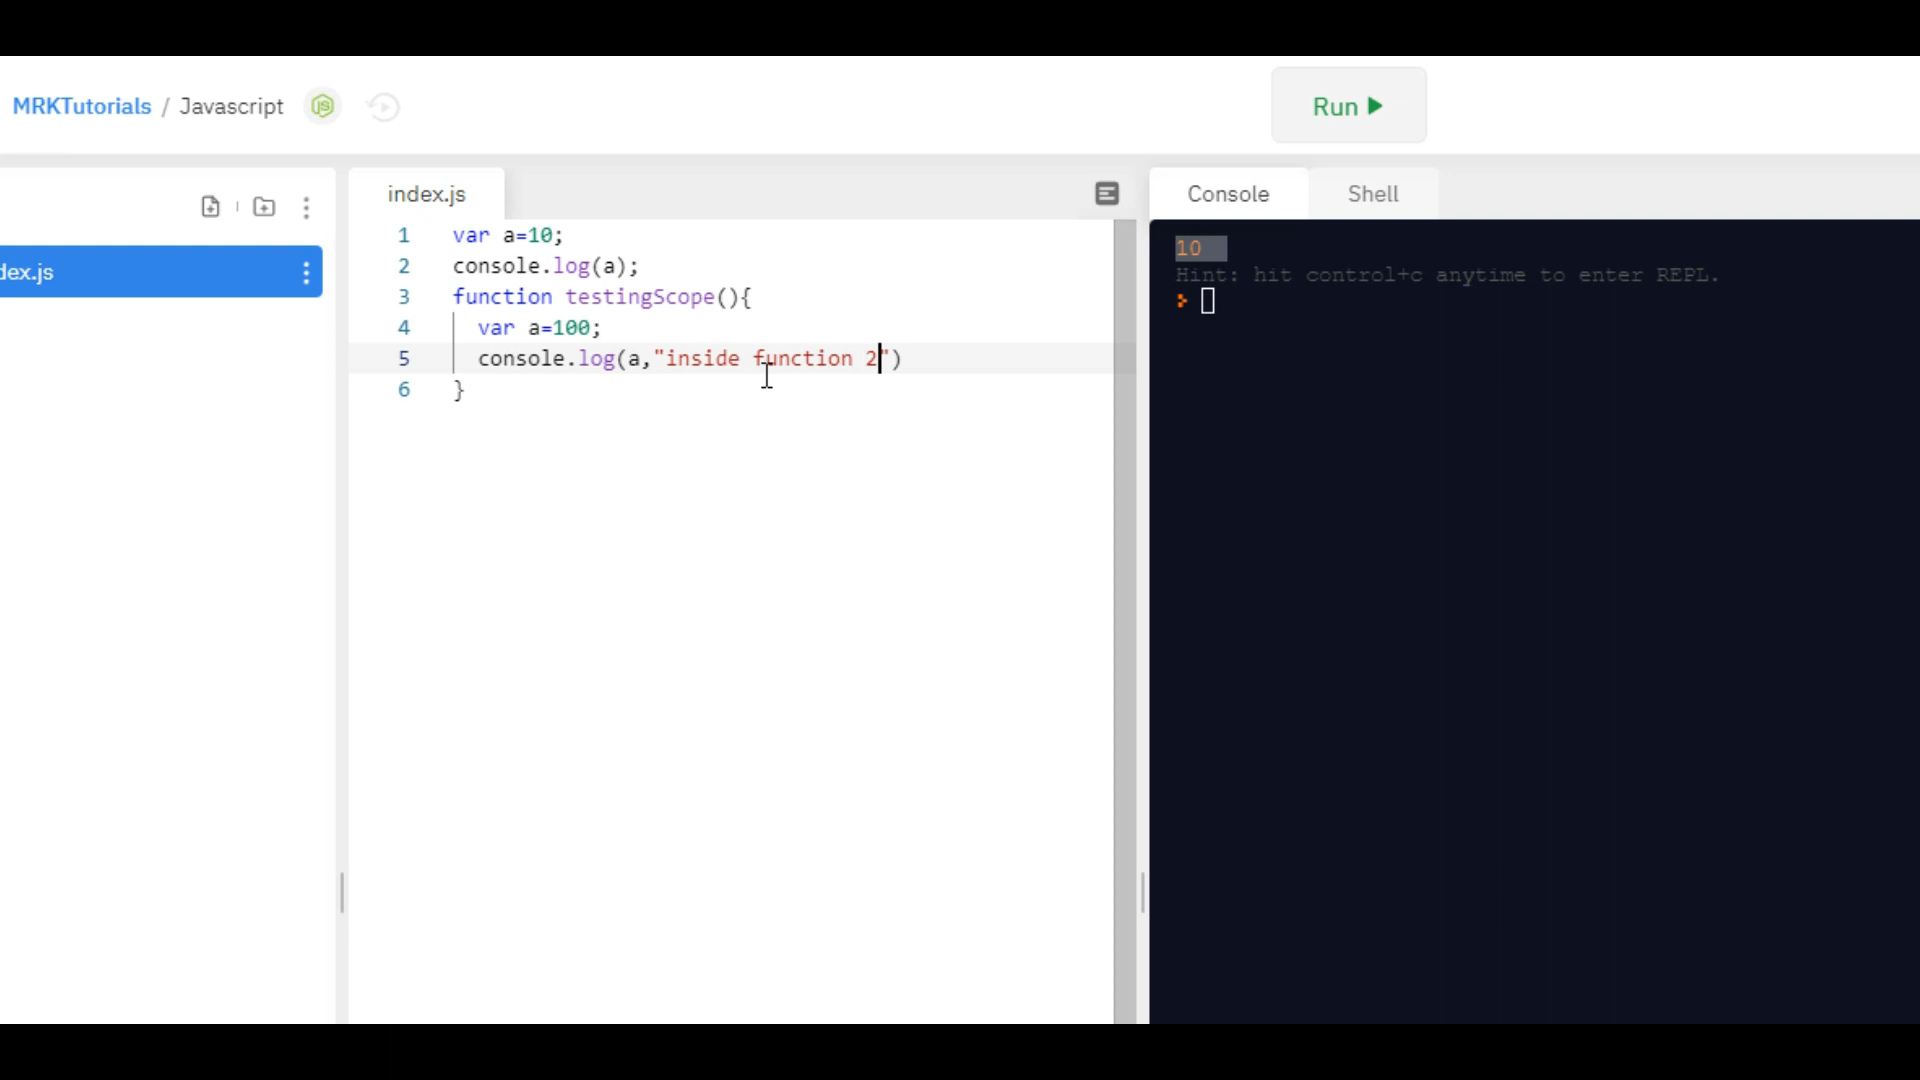 MRKTutorials / Javascript
Run
index.js
Console
Shell
dex.js
1 var a=10;
2 console.log(a);
3 function testingScope(){
4 var a=100;
5 console.log(a,"inside function 2")
6 }
10
Hint: hit control+c anytime to enter REPL.